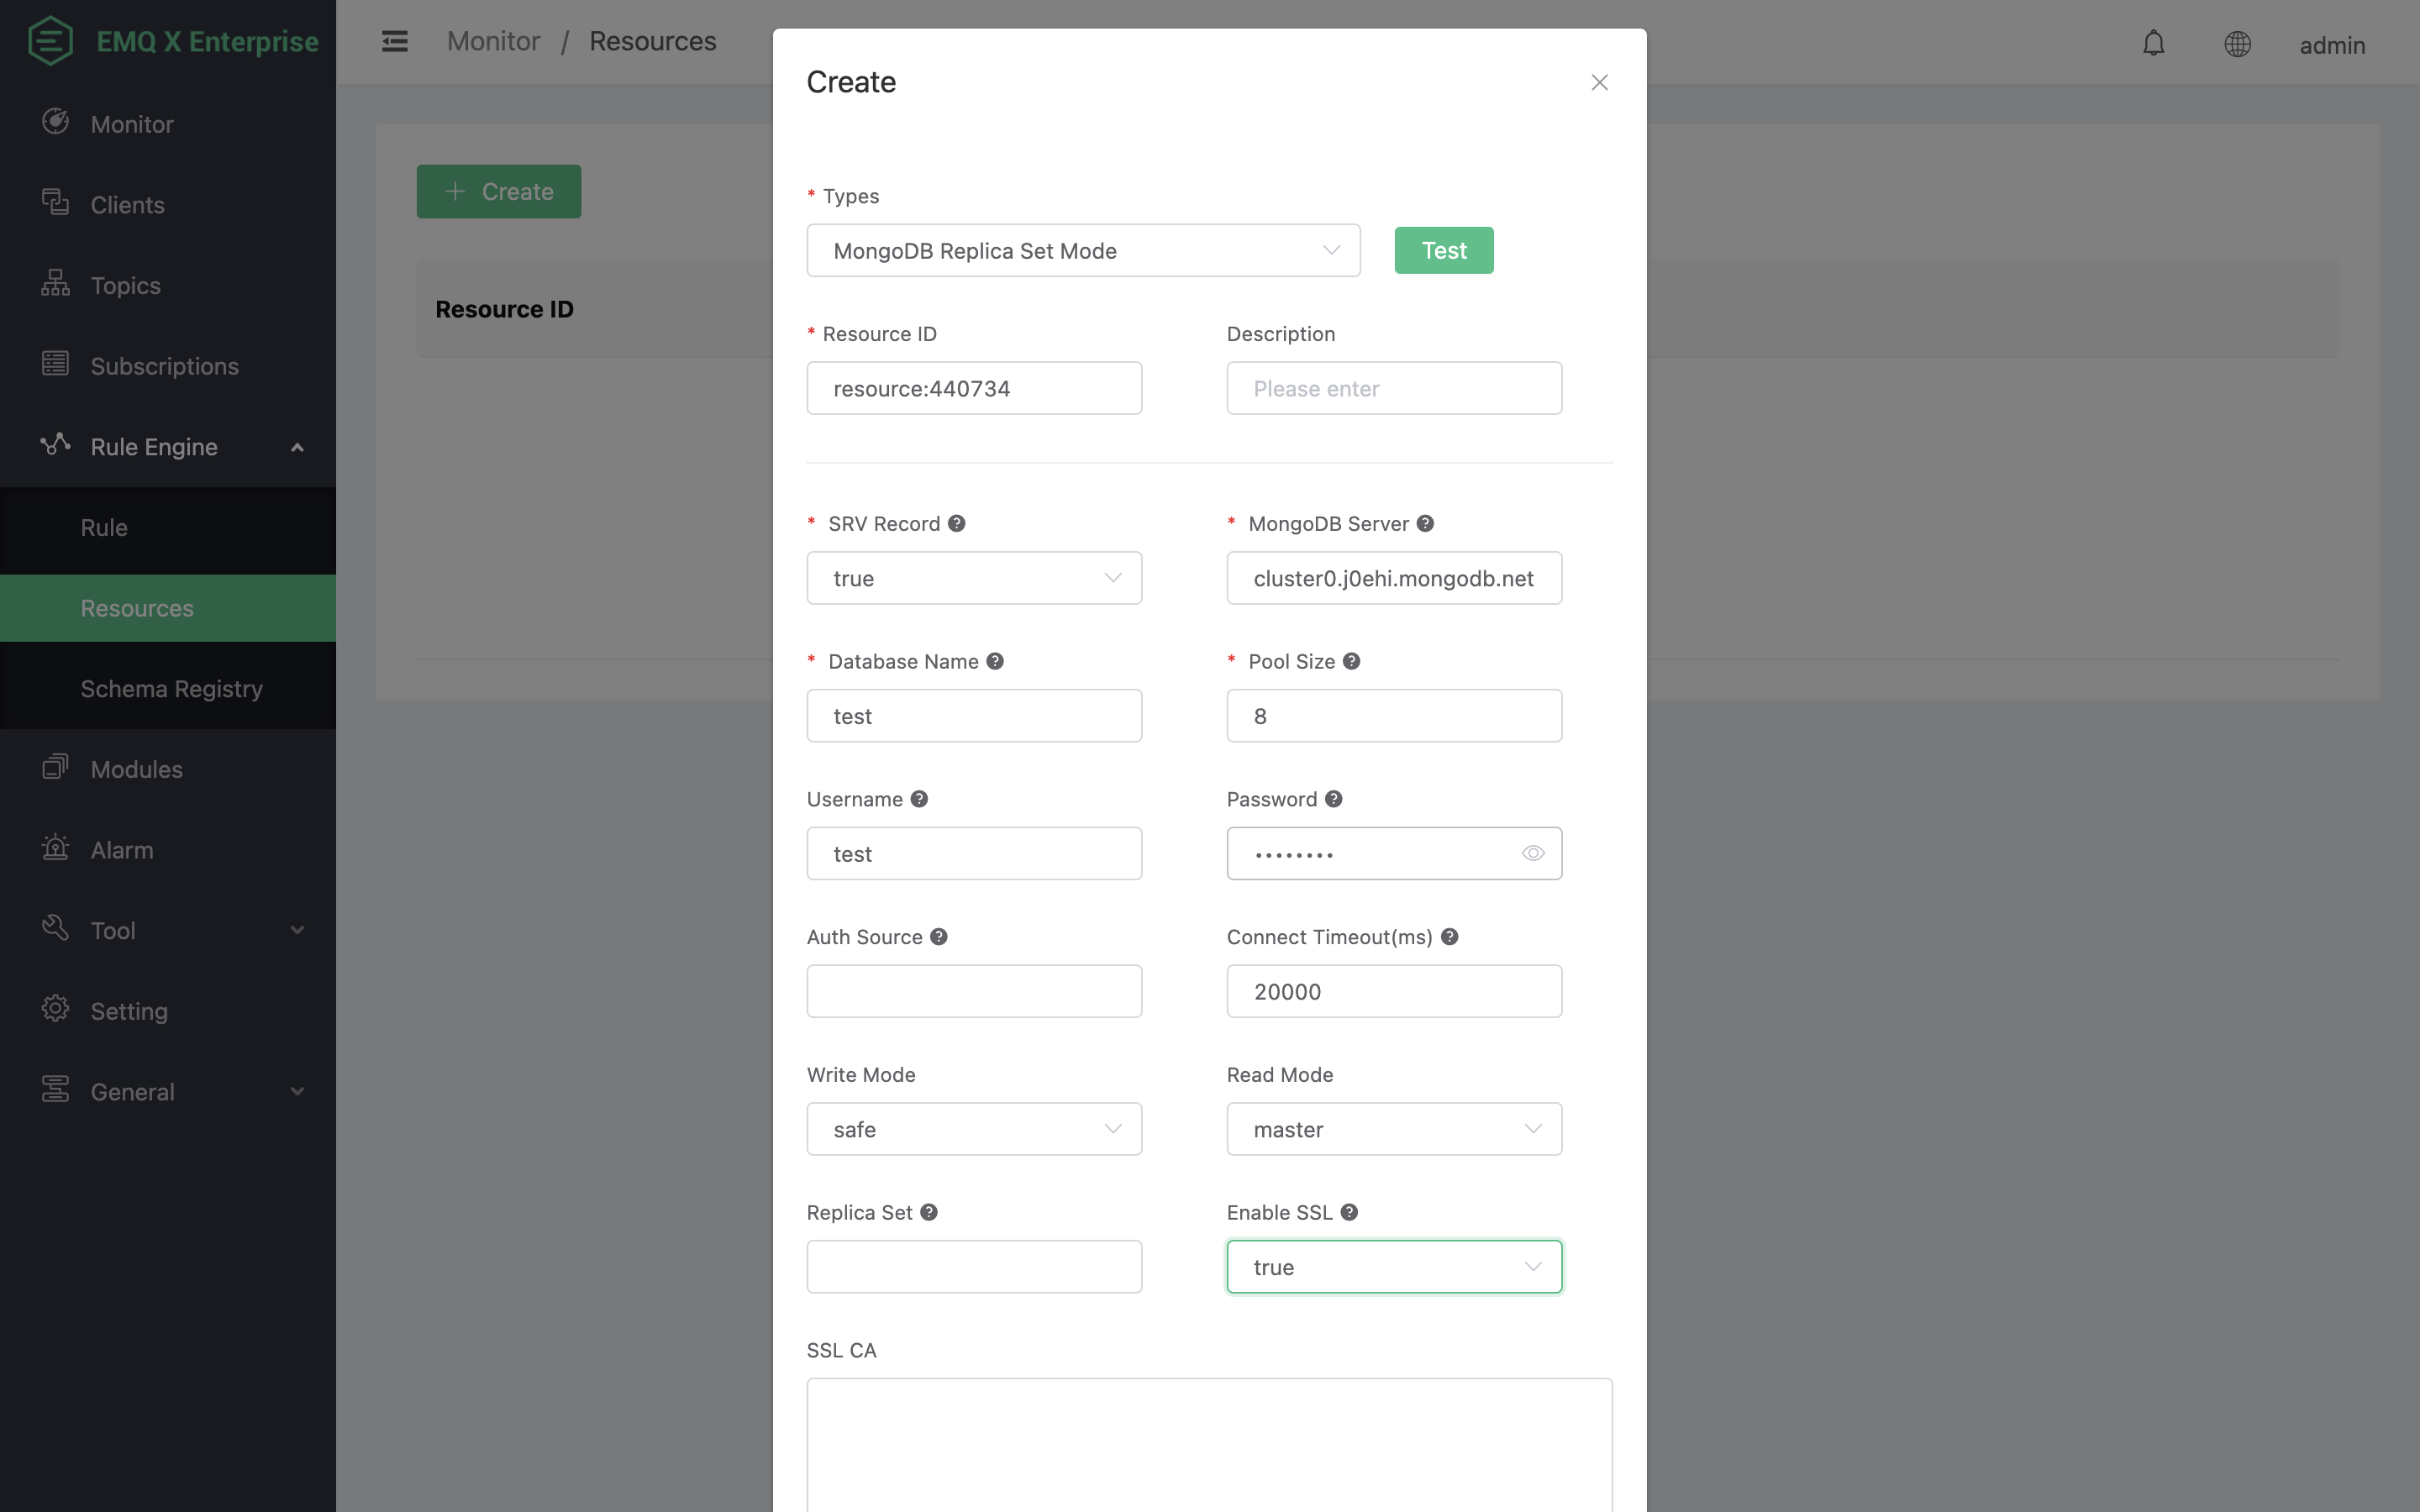 EMQ X Enterprise
Monitor / Resources
admin
Monitor
Clients
Topics
Subscriptions
Rule Engine
Rule
Resources
Schema Registry
Modules
Alarm
Tool
Setting
General
+ Create
Resource ID
Create
* Types
MongoDB Replica Set Mode
Test
* Resource ID
Description
resource:440734
Please enter
* SRV Record ?
* MongoDB Server ?
true
cluster0.j0ehi.mongodb.net
* Database Name ?
* Pool Size ?
test
8
Username ?
Password ?
test
••••••••
Auth Source ?
Connect Timeout(ms) ?
20000
Write Mode
Read Mode
safe
master
Replica Set ?
Enable SSL ?
true
SSL CA